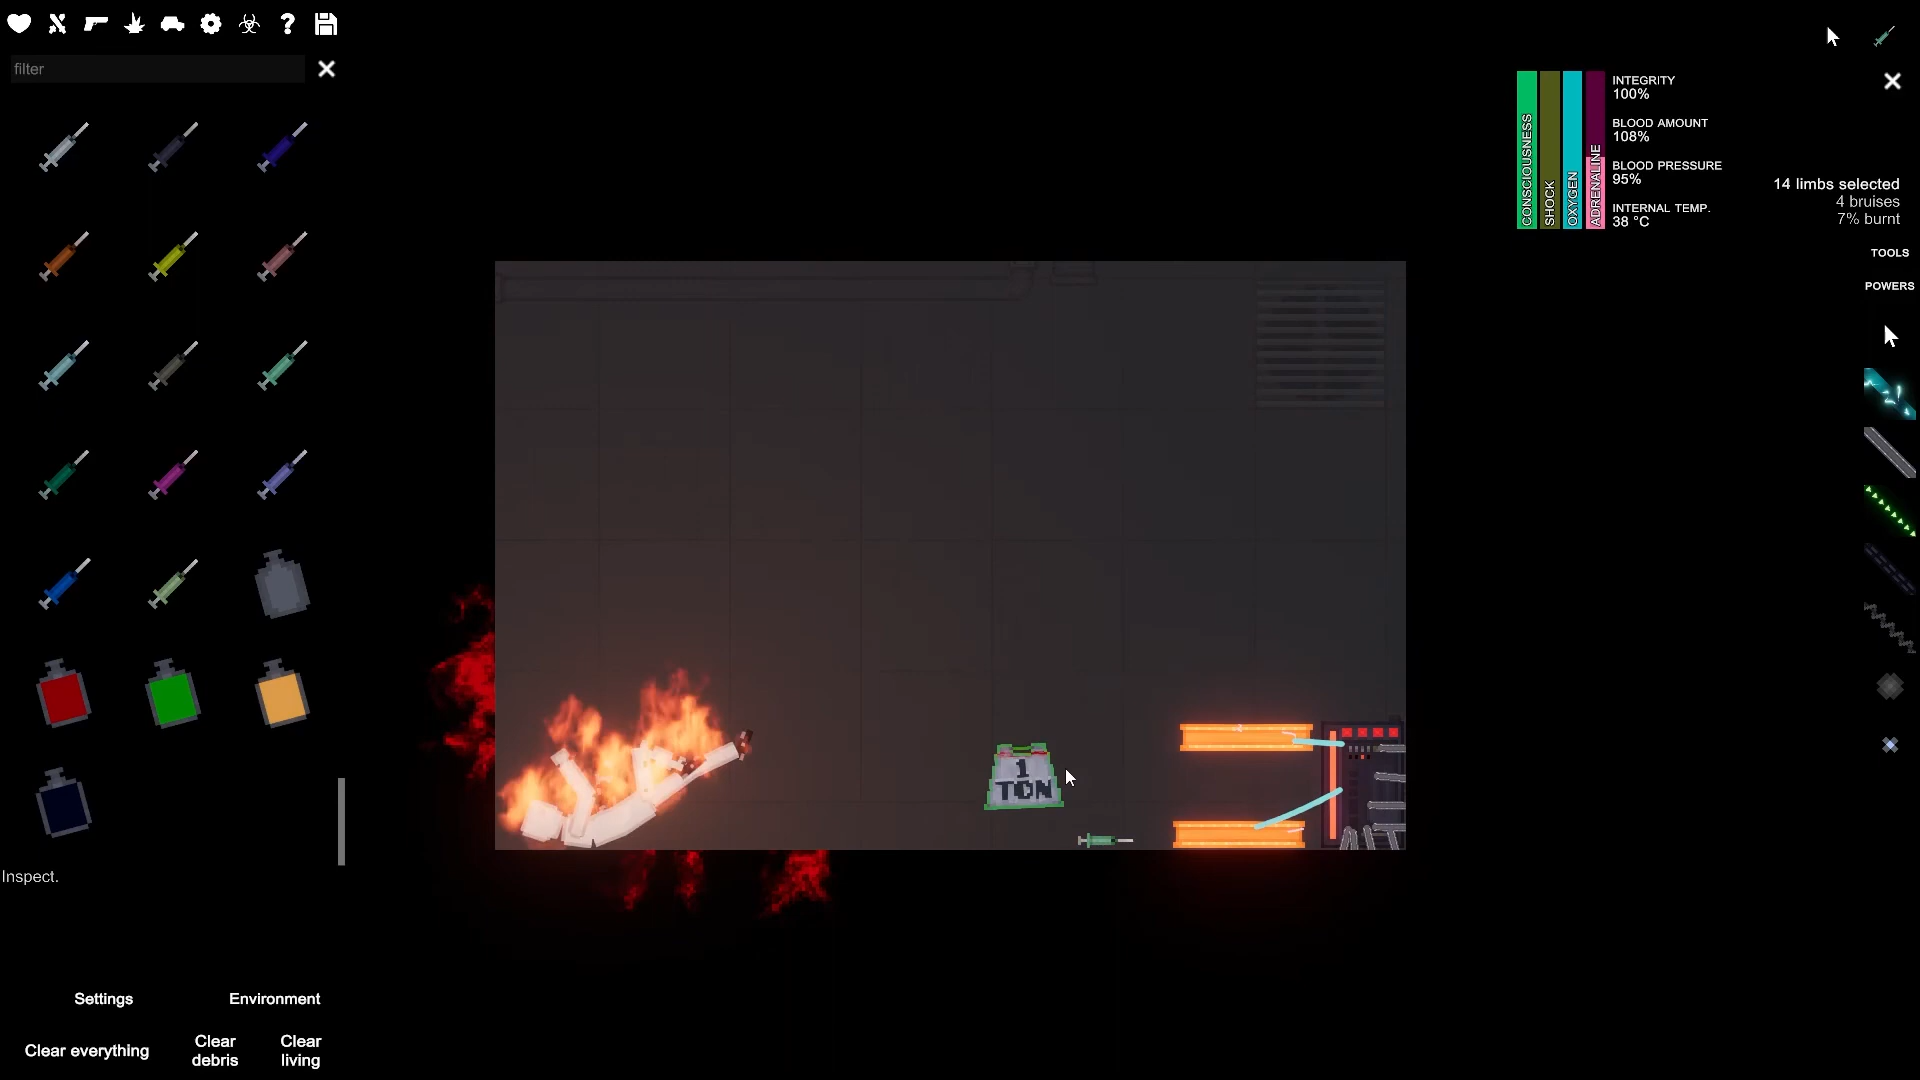 filter
INTEGRITY
100%
BLOOD AMOUNT
108%
BLOOD PRESSURE
95%
INTERNAL TEMP.
38 °C
CONSCIOUSNESS
SHOCK
OXYGEN
ADRENALINE
14 limbs selected
4 bruises
7% burnt
TOOLS
POWERS
1
TON
Inspect.
Settings
Environment
Clear everything
Clear
debris
Clear
living